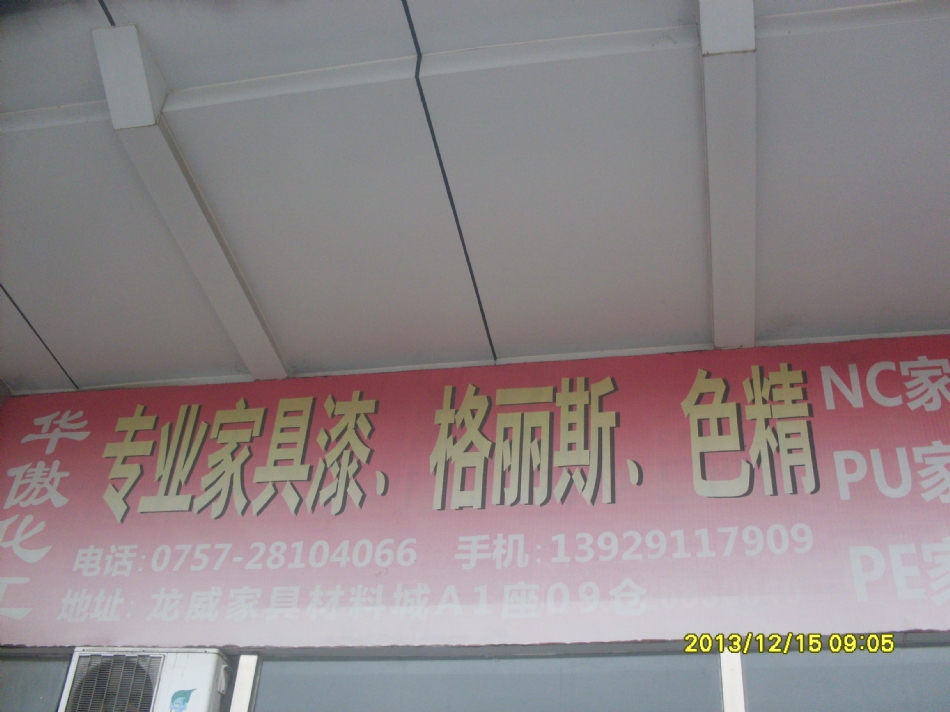 华傲化工
专业家具漆、格丽斯、色精
电话:0757-28104066 手机:13929117909
地址:龙威家具材料城A1座09仓
NC家
PU家
PE家
2013/12/15 09:05